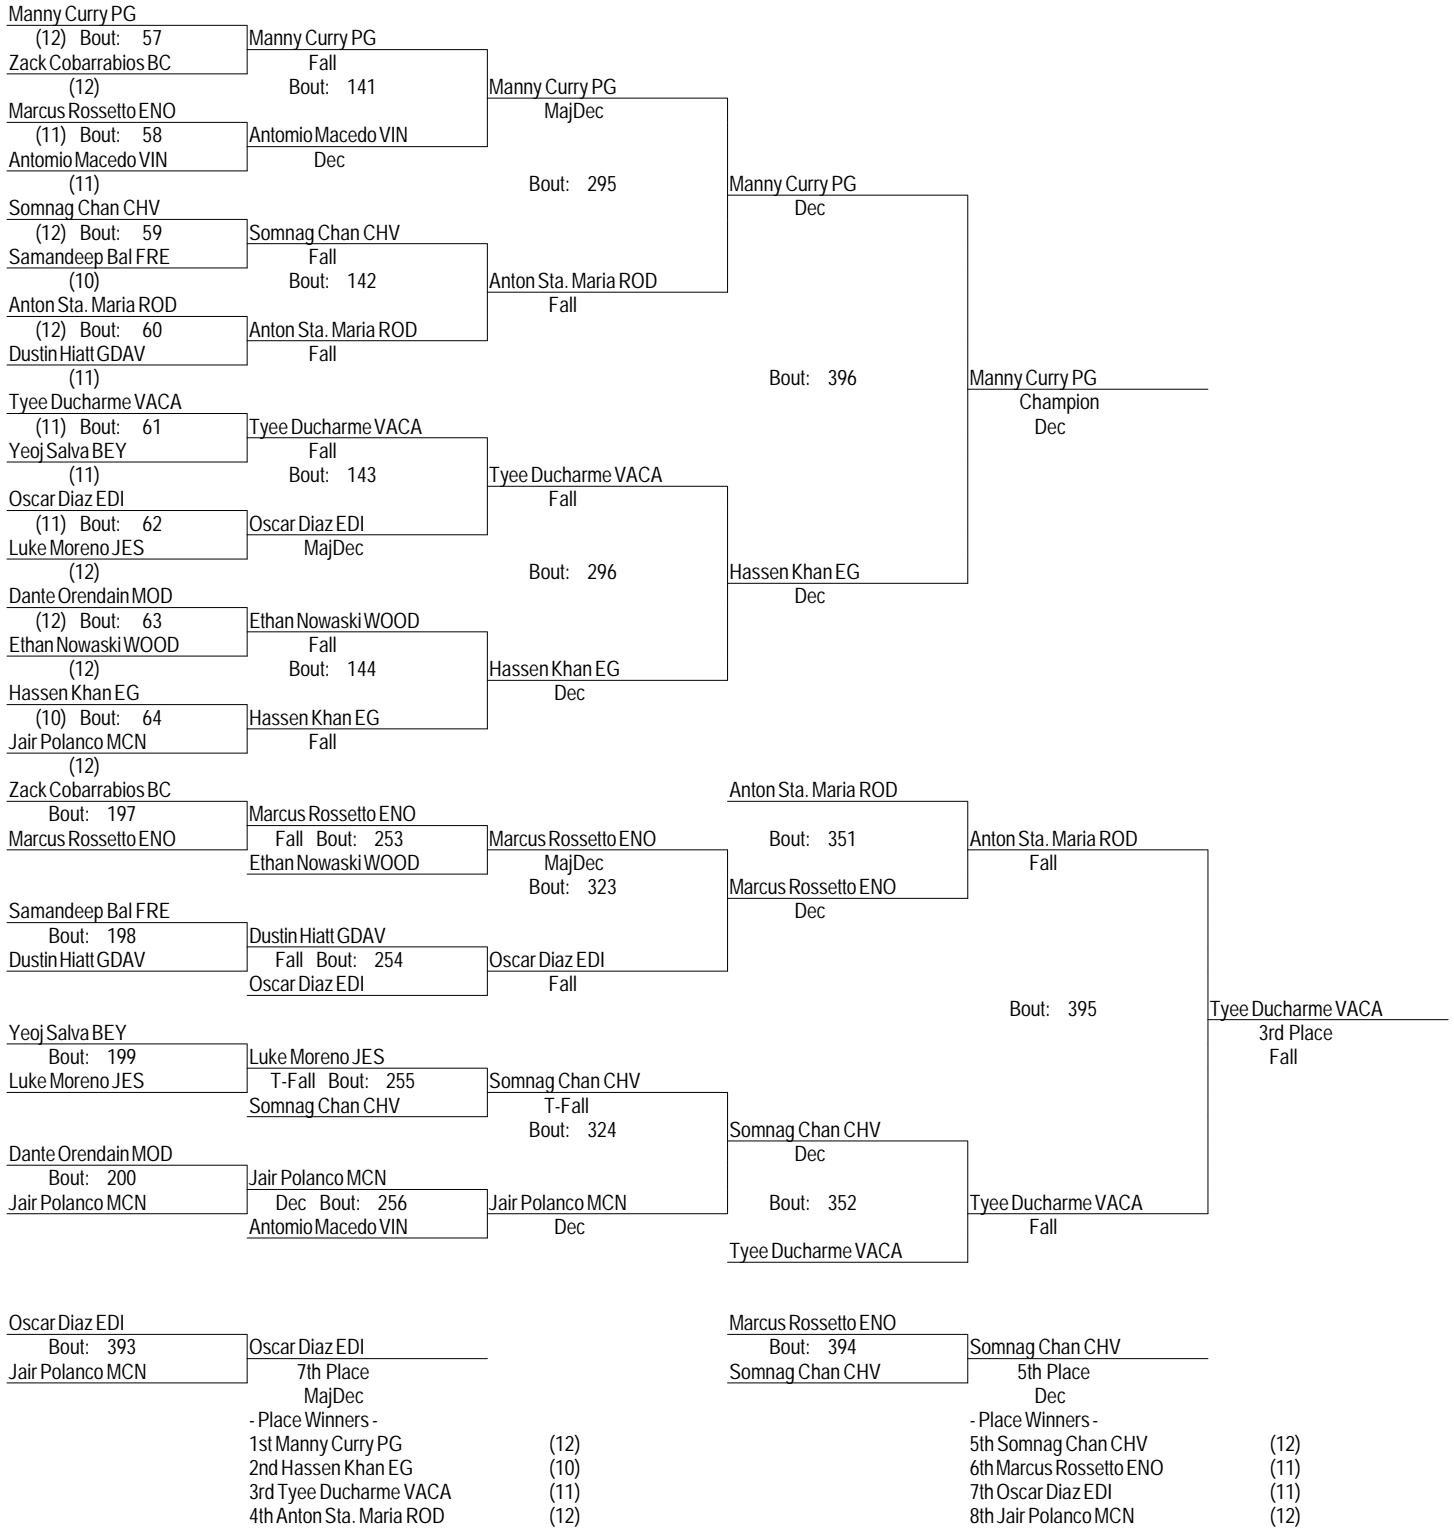 Manny Curry PG
(12) Bout: 57 Manny Curry PG
Zack Cobarrabios BC Fall
(12) Bout: 141 Manny Curry PG
Marcus Rossetto ENO MajDec
(11) Bout: 58 Antomio Macedo VIN
Antomio Macedo VIN Dec
(11) Bout: 295 Manny Curry PG
Somnag Chan CHV Dec
(12) Bout: 59 Somnag Chan CHV
Samandeep Bal FRE Fall
(10) Bout: 142 Anton Sta. Maria ROD
Anton Sta. Maria ROD Fall
(12) Bout: 60 Anton Sta. Maria ROD
Dustin Hiatt GDAV Fall
(11) Bout: 396 Manny Curry PG
Tyee Ducharme VACA Champion
(11) Bout: 61 Tyee Ducharme VACA Dec
Yeoj Salva BEY Fall
(11) Bout: 143 Tyee Ducharme VACA
Oscar Diaz EDI Fall
(11) Bout: 62 Oscar Diaz EDI
Luke Moreno JES MajDec
(12) Bout: 296 Hassen Khan EG
Dante Orendain MOD Dec
(12) Bout: 63 Ethan Nowaski WOOD
Ethan Nowaski WOOD Fall
(12) Bout: 144 Hassen Khan EG
Hassen Khan EG Dec
(10) Bout: 64 Hassen Khan EG
Jair Polanco MCN Fall
(12)
Zack Cobarrabios BC Anton Sta. Maria ROD
Bout: 197 Marcus Rossetto ENO
Marcus Rossetto ENO Fall Bout: 253 Marcus Rossetto ENO Bout: 351 Anton Sta. Maria ROD
Ethan Nowaski WOOD MajDec Fall
Bout: 323 Marcus Rossetto ENO
Samandeep Bal FRE Dec
Bout: 198 Dustin Hiatt GDAV
Dustin Hiatt GDAV Fall Bout: 254 Oscar Diaz EDI
Oscar Diaz EDI Fall
Bout: 395 Tyee Ducharme VACA
Yeoj Salva BEY 3rd Place
Bout: 199 Luke Moreno JES Fall
Luke Moreno JES T-Fall Bout: 255 Somnag Chan CHV
Somnag Chan CHV T-Fall
Bout: 324 Somnag Chan CHV
Dante Orendain MOD Dec
Bout: 200 Jair Polanco MCN
Jair Polanco MCN Dec Bout: 256 Jair Polanco MCN Bout: 352 Tyee Ducharme VACA
Antomio Macedo VIN Dec Fall
Tyee Ducharme VACA
Oscar Diaz EDI Marcus Rossetto ENO
Bout: 393 Oscar Diaz EDI Bout: 394 Somnag Chan CHV
Jair Polanco MCN 7th Place Somnag Chan CHV 5th Place
MajDec Dec
- Place Winners - - Place Winners -
1st Manny Curry PG (12) 5th Somnag Chan CHV (12)
2nd Hassen Khan EG (10) 6th Marcus Rossetto ENO (11)
3rd Tyee Ducharme VACA (11) 7th Oscar Diaz EDI (11)
4th Anton Sta. Maria ROD (12) 8th Jair Polanco MCN (12)